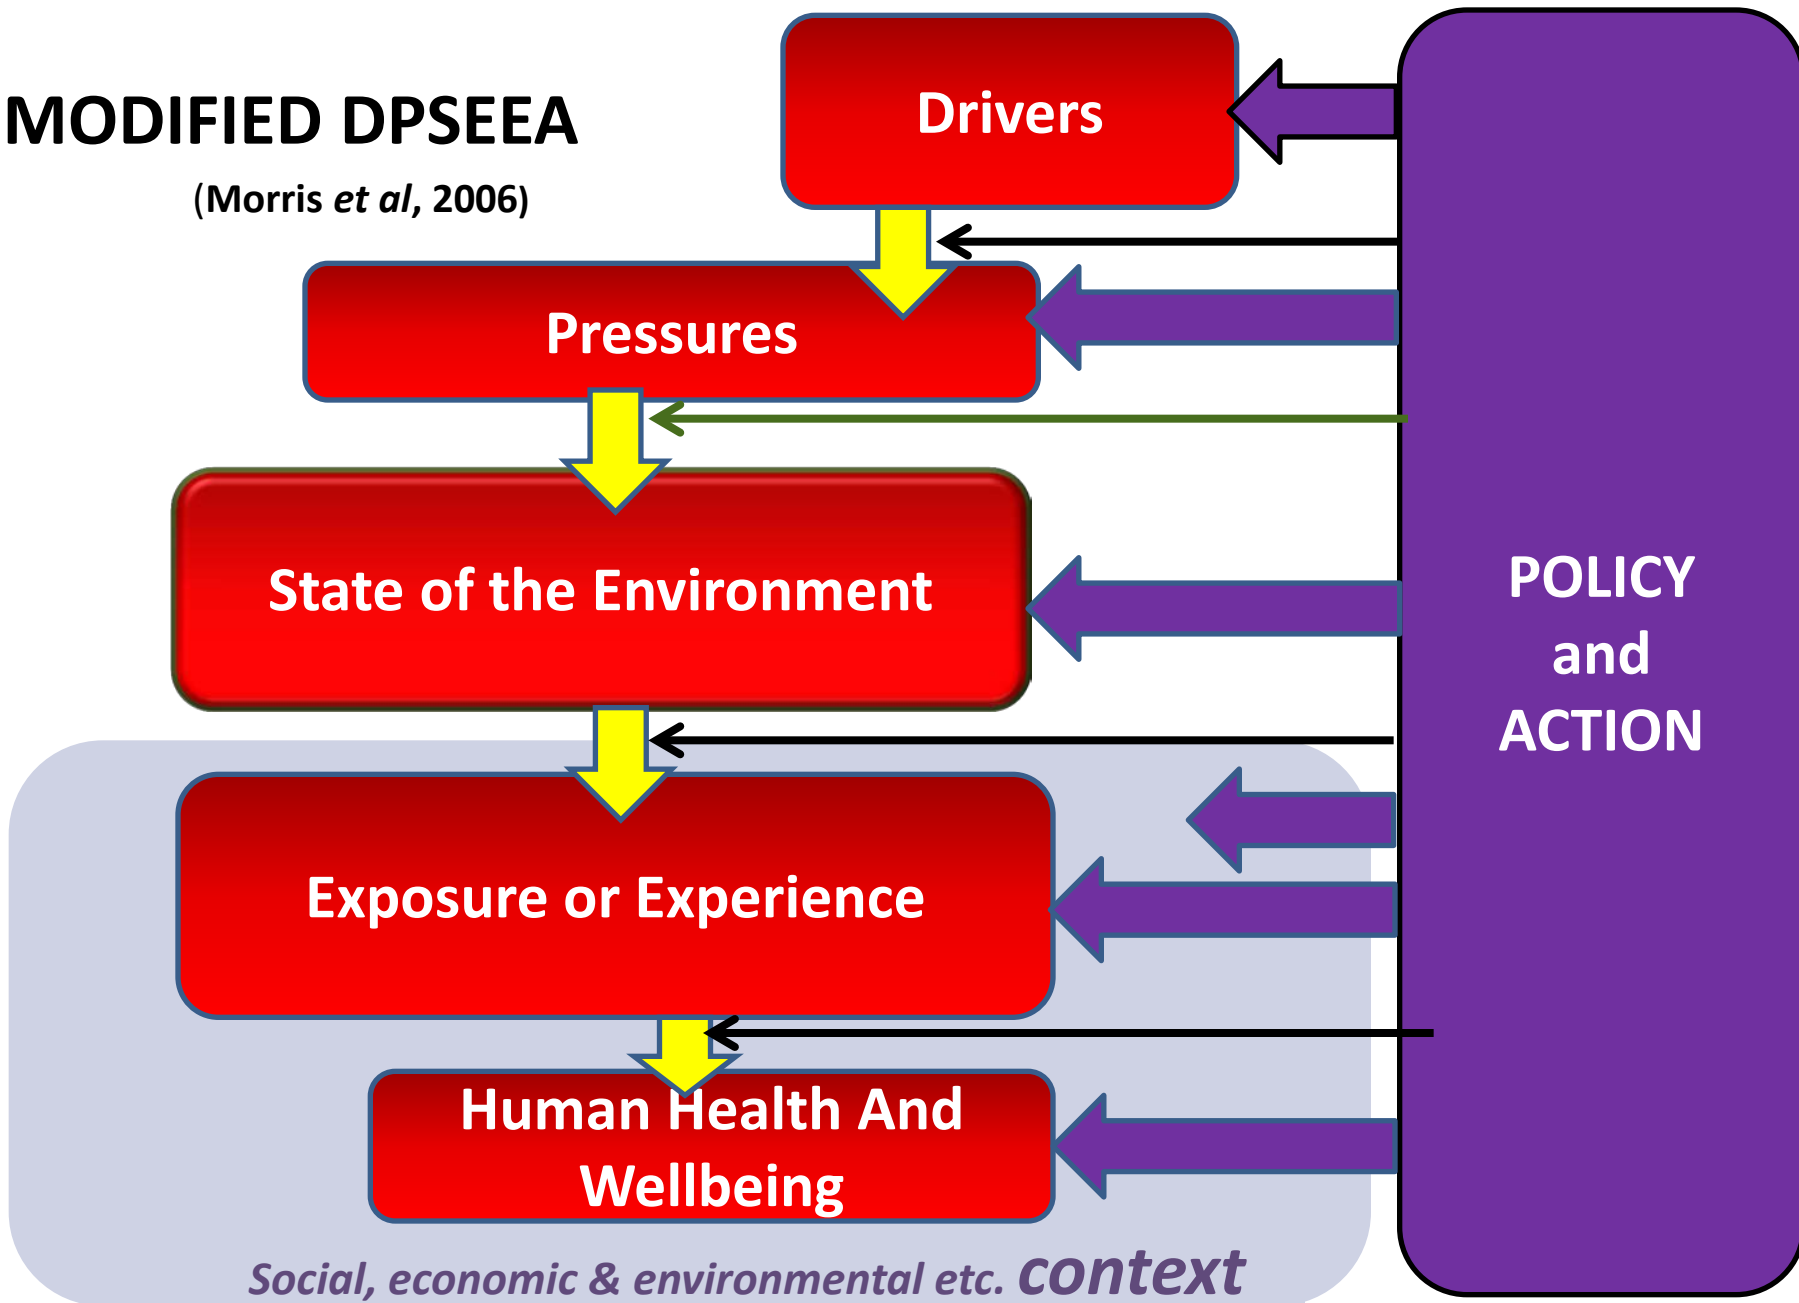 MODIFIED DPSEEA
(Morris et al, 2006)
Drivers
Pressures
State of the Environment
Exposure or Experience
Human Health And
Wellbeing
Social, economic & environmental etc. context
POLICY
and
ACTION